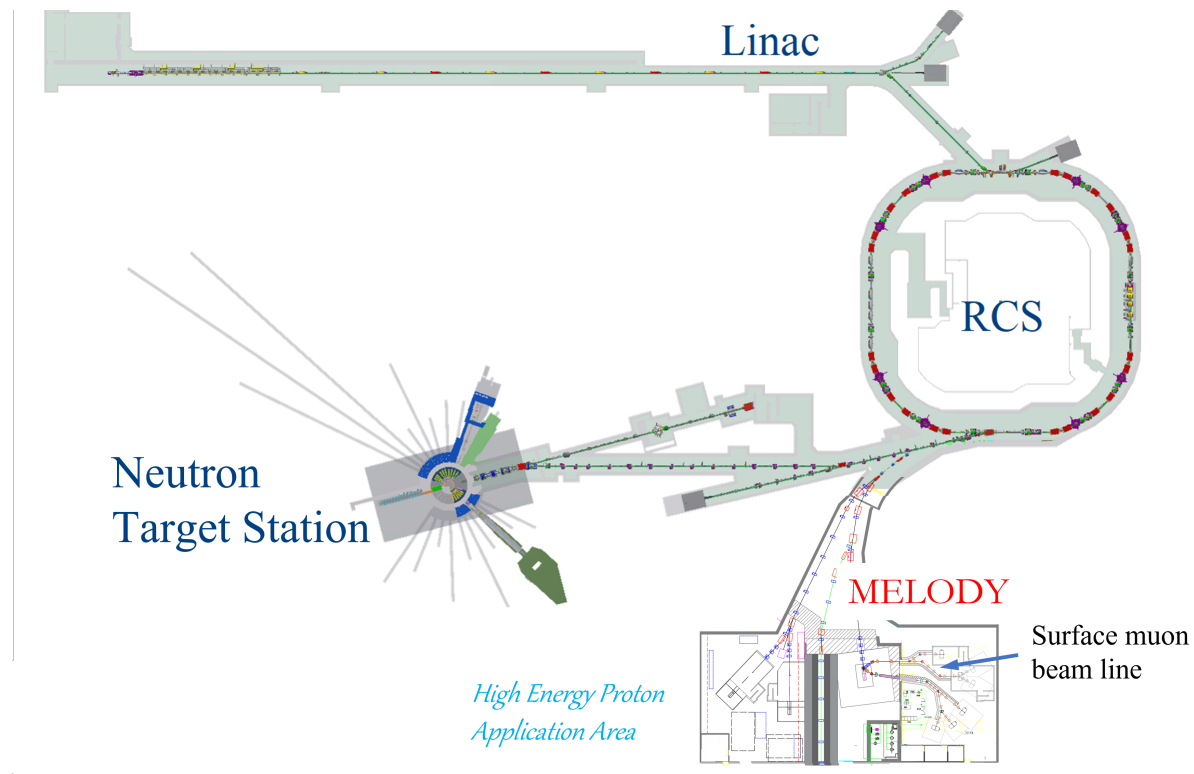 Linac
RCS
Neutron
Target Station
MELODY
Surface muon
beam line
High Energy Proton
Application Area